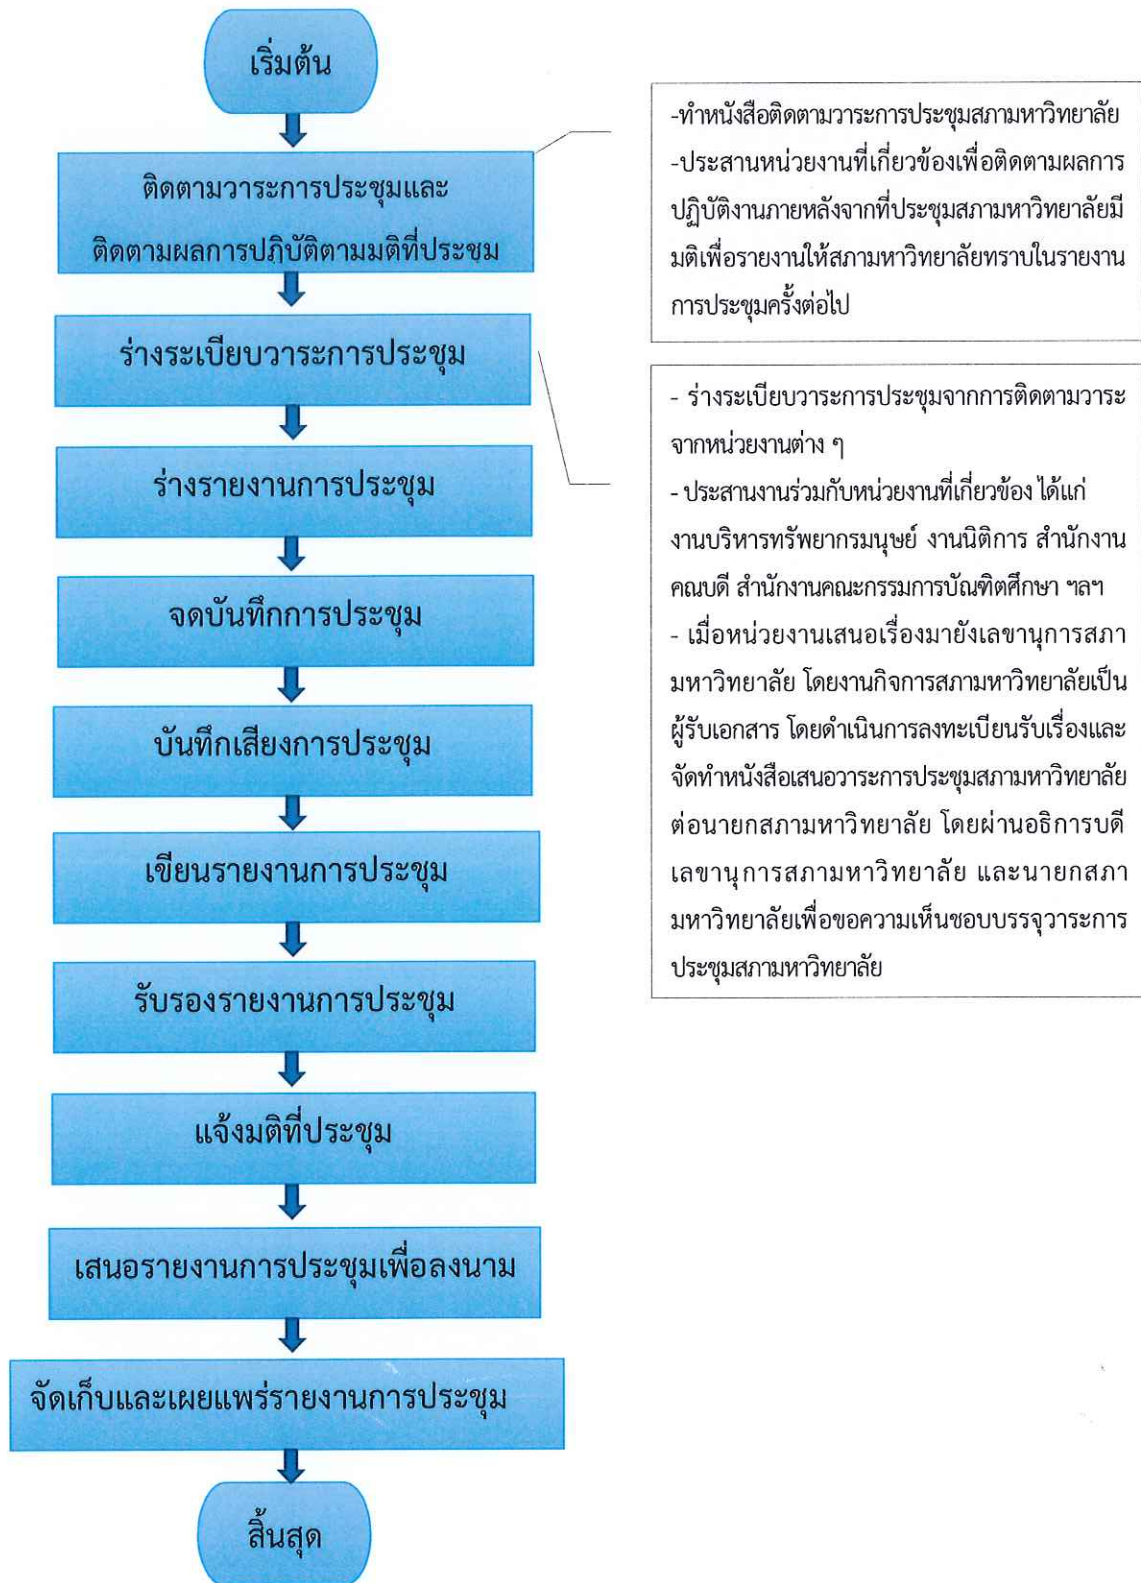 เริ่มต้น
ติดตามวาระการประชุมและ
ติดตามผลการปฏิบัติตามมติที่ประชุม
-ทำหนังสือติดตามวาระการประชุมสภามหาวิทยาลัย
-ประสานหน่วยงานที่เกี่ยวข้องเพื่อติดตามผลการ
ปฏิบัติงานภายหลังจากที่ประชุมสภามหาวิทยาลัยมี
มติเพื่อรายงานให้สภามหาวิทยาลัยทราบในรายงาน
การประชุมครั้งต่อไป
ร่างระเบียบวาระการประชุม
- ร่างระเบียบวาระการประชุมจากการติดตามวาระ
จากหน่วยงานต่าง ๆ
- ประสานงานร่วมกับหน่วยงานที่เกี่ยวข้อง ได้แก่
งานบริหารทรัพยากรมนุษย์ งานนิติการ สำนักงาน
คณบดี สำนักงานคณะกรรมการบัณฑิตศึกษา ฯลฯ
- เมื่อหน่วยงานเสนอเรื่องมายังเลขานุการสภา
มหาวิทยาลัย โดยงานกิจการสภามหาวิทยาลัยเป็น
ผู้รับเอกสาร โดยดำเนินการลงทะเบียนรับเรื่องและ
จัดทำหนังสือเสนอวาระการประชุมสภามหาวิทยาลัย
ต่อนายกสภามหาวิทยาลัย โดยผ่านอธิการบดี
เลขานุการสภามหาวิทยาลัย และนายกสภา
มหาวิทยาลัยเพื่อขอความเห็นชอบบรรจุวาระการ
ประชุมสภามหาวิทยาลัย
ร่างรายงานการประชุม
จดบันทึกการประชุม
บันทึกเสียงการประชุม
เขียนรายงานการประชุม
รับรองรายงานการประชุม
แจ้งมติที่ประชุม
เสนอรายงานการประชุมเพื่อลงนาม
จัดเก็บและเผยแพร่รายงานการประชุม
สิ้นสุด